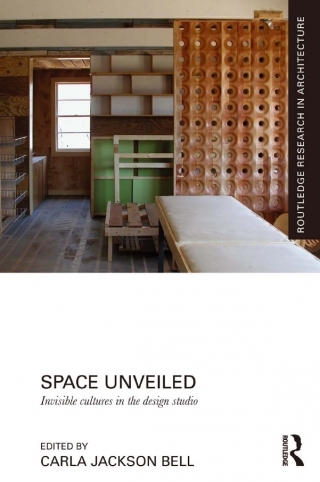 ROUTLEDGE RESEARCH IN ARCHITECTURE
SPACE UNVEILED
Invisible cultures in the design studio
EDITED BY
CARLA JACKSON BELL
ROUTLEDGE